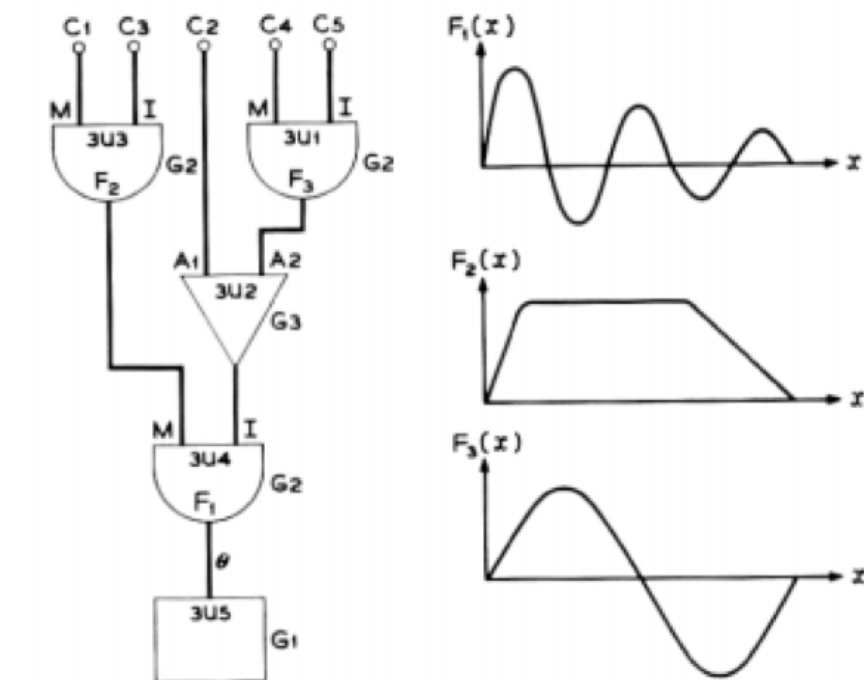 C1 C3 C2 C4 C5
M I M I
3U3 3U1
G2 G2
F2 F3
A1 A2
3U2
G3
M I
3U4
G2
F1
θ
3U5
G1
F1(x)
x
F2(x)
x
F3(x)
x